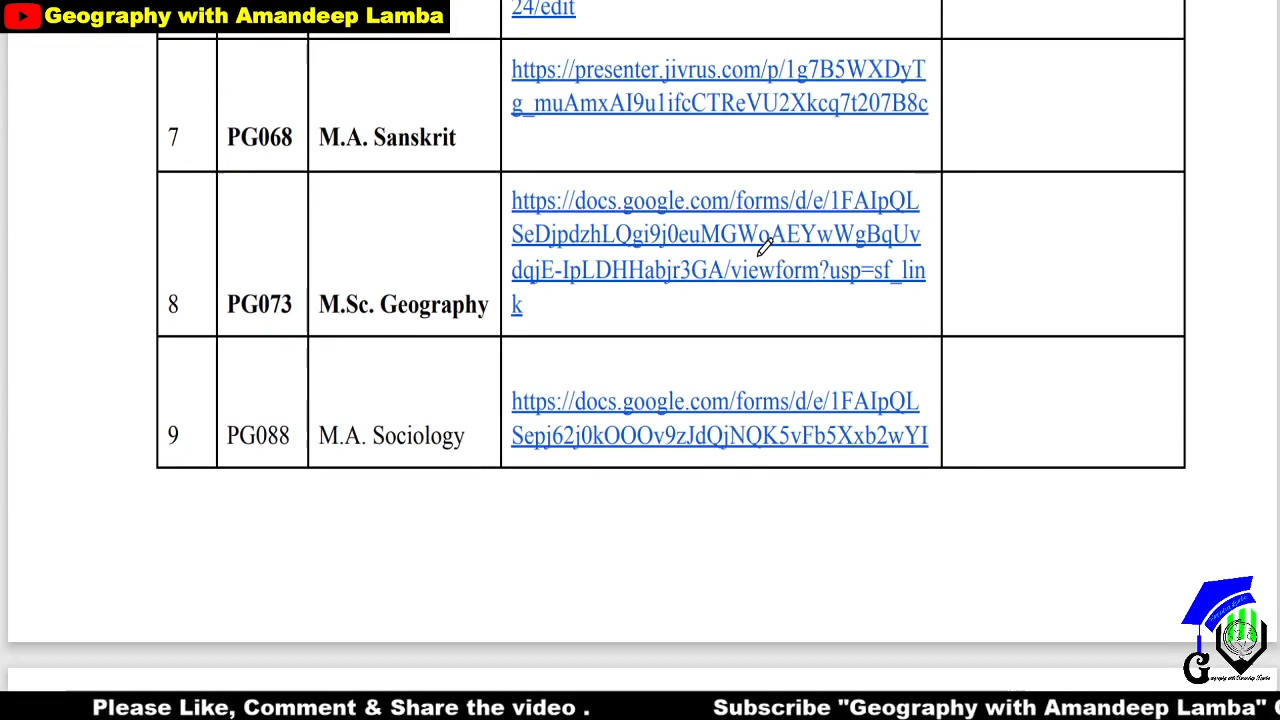 Geography with Amandeep Lamba
24/edit
https://presenter.jivrus.com/p/1g7B5WXDyT
g_muAmxAI9u1ifcCTReVU2Xkcq7t207B8c
7 PG068 M.A. Sanskrit
https://docs.google.com/forms/d/e/1FAIpQL
SeDjpdzhLQgi9j0euMGWoAEYwWgBqUv
dqjE-IpLDHHabjr3GA/viewform?usp=sf_lin
k
8 PG073 M.Sc. Geography
https://docs.google.com/forms/d/e/1FAIpQL
Sepj62j0kOOOv9zJdQjNQK5vFb5Xxb2wYI
9 PG088 M.A. Sociology
G
Please Like, Comment & Share the video . Subscribe "Geography with Amandeep Lamba"